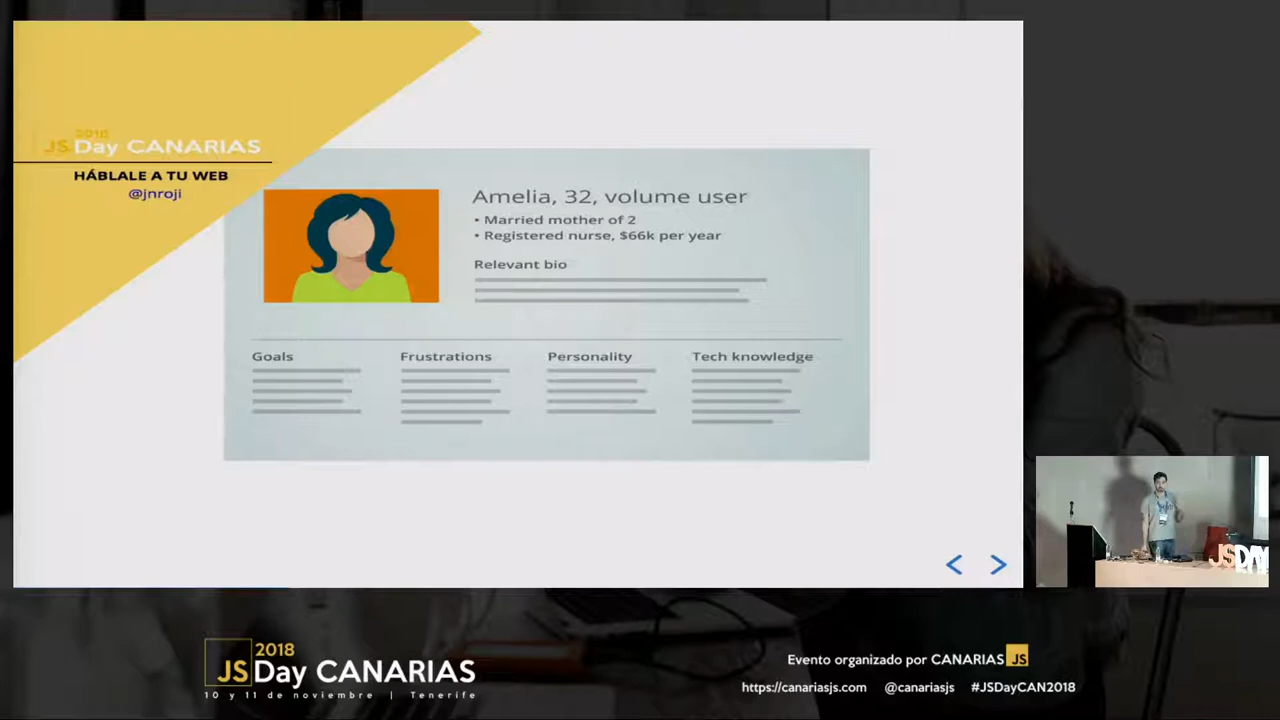 2018
JS Day CANARIAS
HÁBLALE A TU WEB
@jnroji
Amelia, 32, volume user
• Married mother of 2
• Registered nurse, $66k per year
Relevant bio
Goals
Frustrations
Personality
Tech knowledge
< >
JSDAY
2018
JS Day CANARIAS
10 y 11 de noviembre | Tenerife
Evento organizado por CANARIAS JS
https://canariasjs.com @canariasjs #JSDayCAN2018